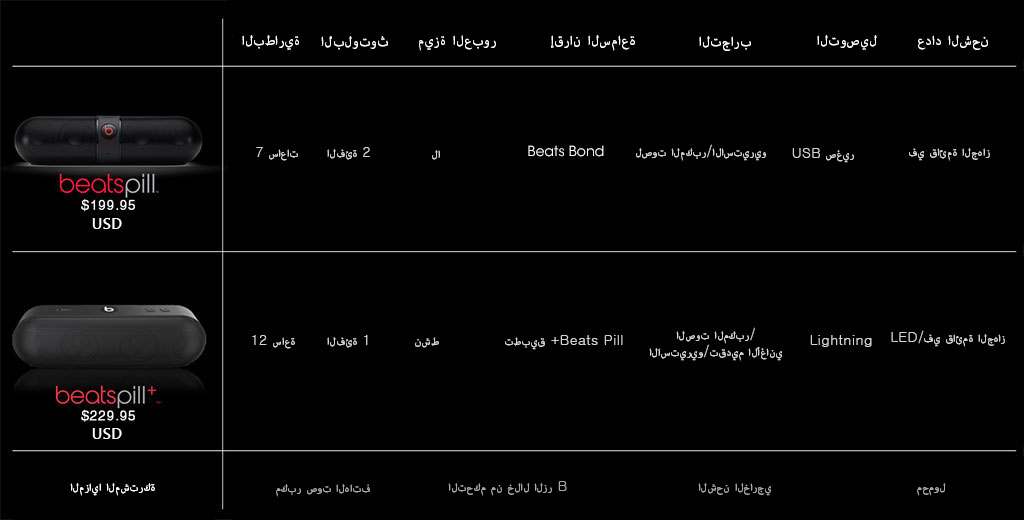 البطارية
البلوتوث
ميزة العبور
إقران السماعة
التجارب
التوصيل
عداد الشحن
beatspill
$199.95
USD
7 ساعات
الفئة 2
لا
Beats Bond
لصوت المكبر/الاستيريو
USB صغير
في قائمة الجهاز
beatspill+
$229.95
USD
12 ساعة
الفئة 1
نشط
تطبيق Beats Pill+
الصوت المكبر/
الاستيريو/تقديم الأغاني
Lightning
LED/في قائمة الجهاز
المزايا المشتركة
مكبر صوت الهاتف
التحكم من خلال الزر B
الشحن الخارجي
محمول